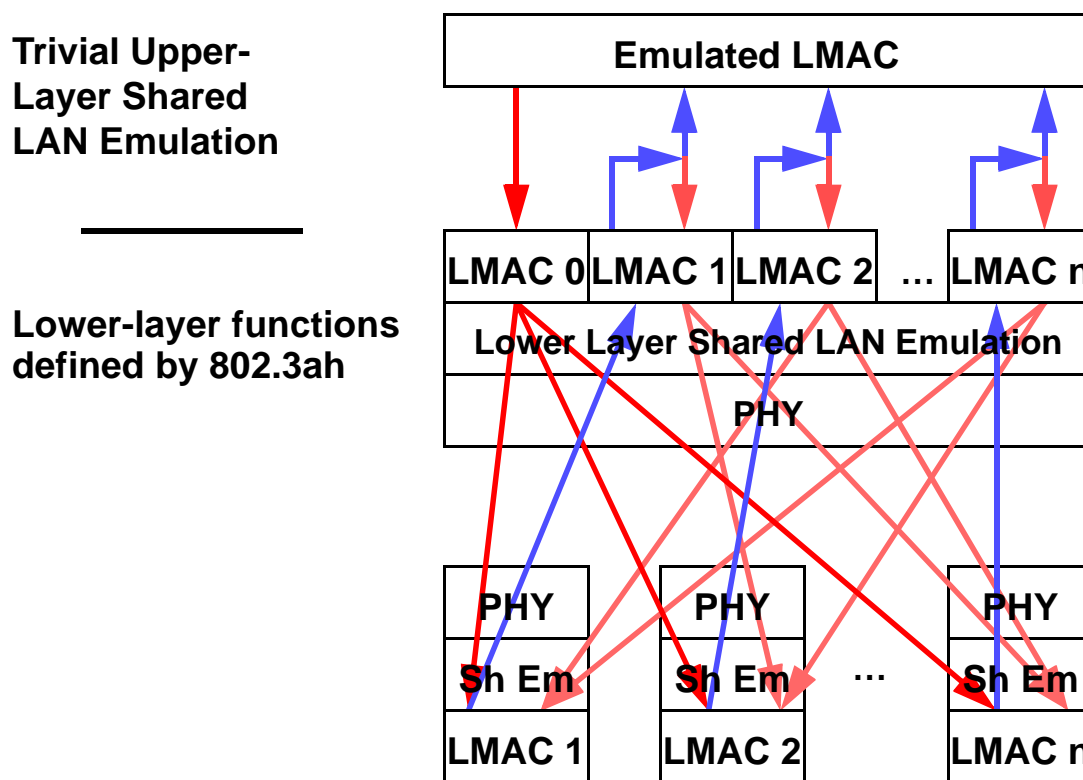 Trivial Upper-
Layer Shared
LAN Emulation
Emulated LMAC
LMAC 0 LMAC 1 LMAC 2 ... LMAC n
Lower-layer functions
defined by 802.3ah
Lower Layer Shared LAN Emulation
PHY
PHY PHY PHY
Sh Em Sh Em ... Sh Em
LMAC 1 LMAC 2 LMAC n